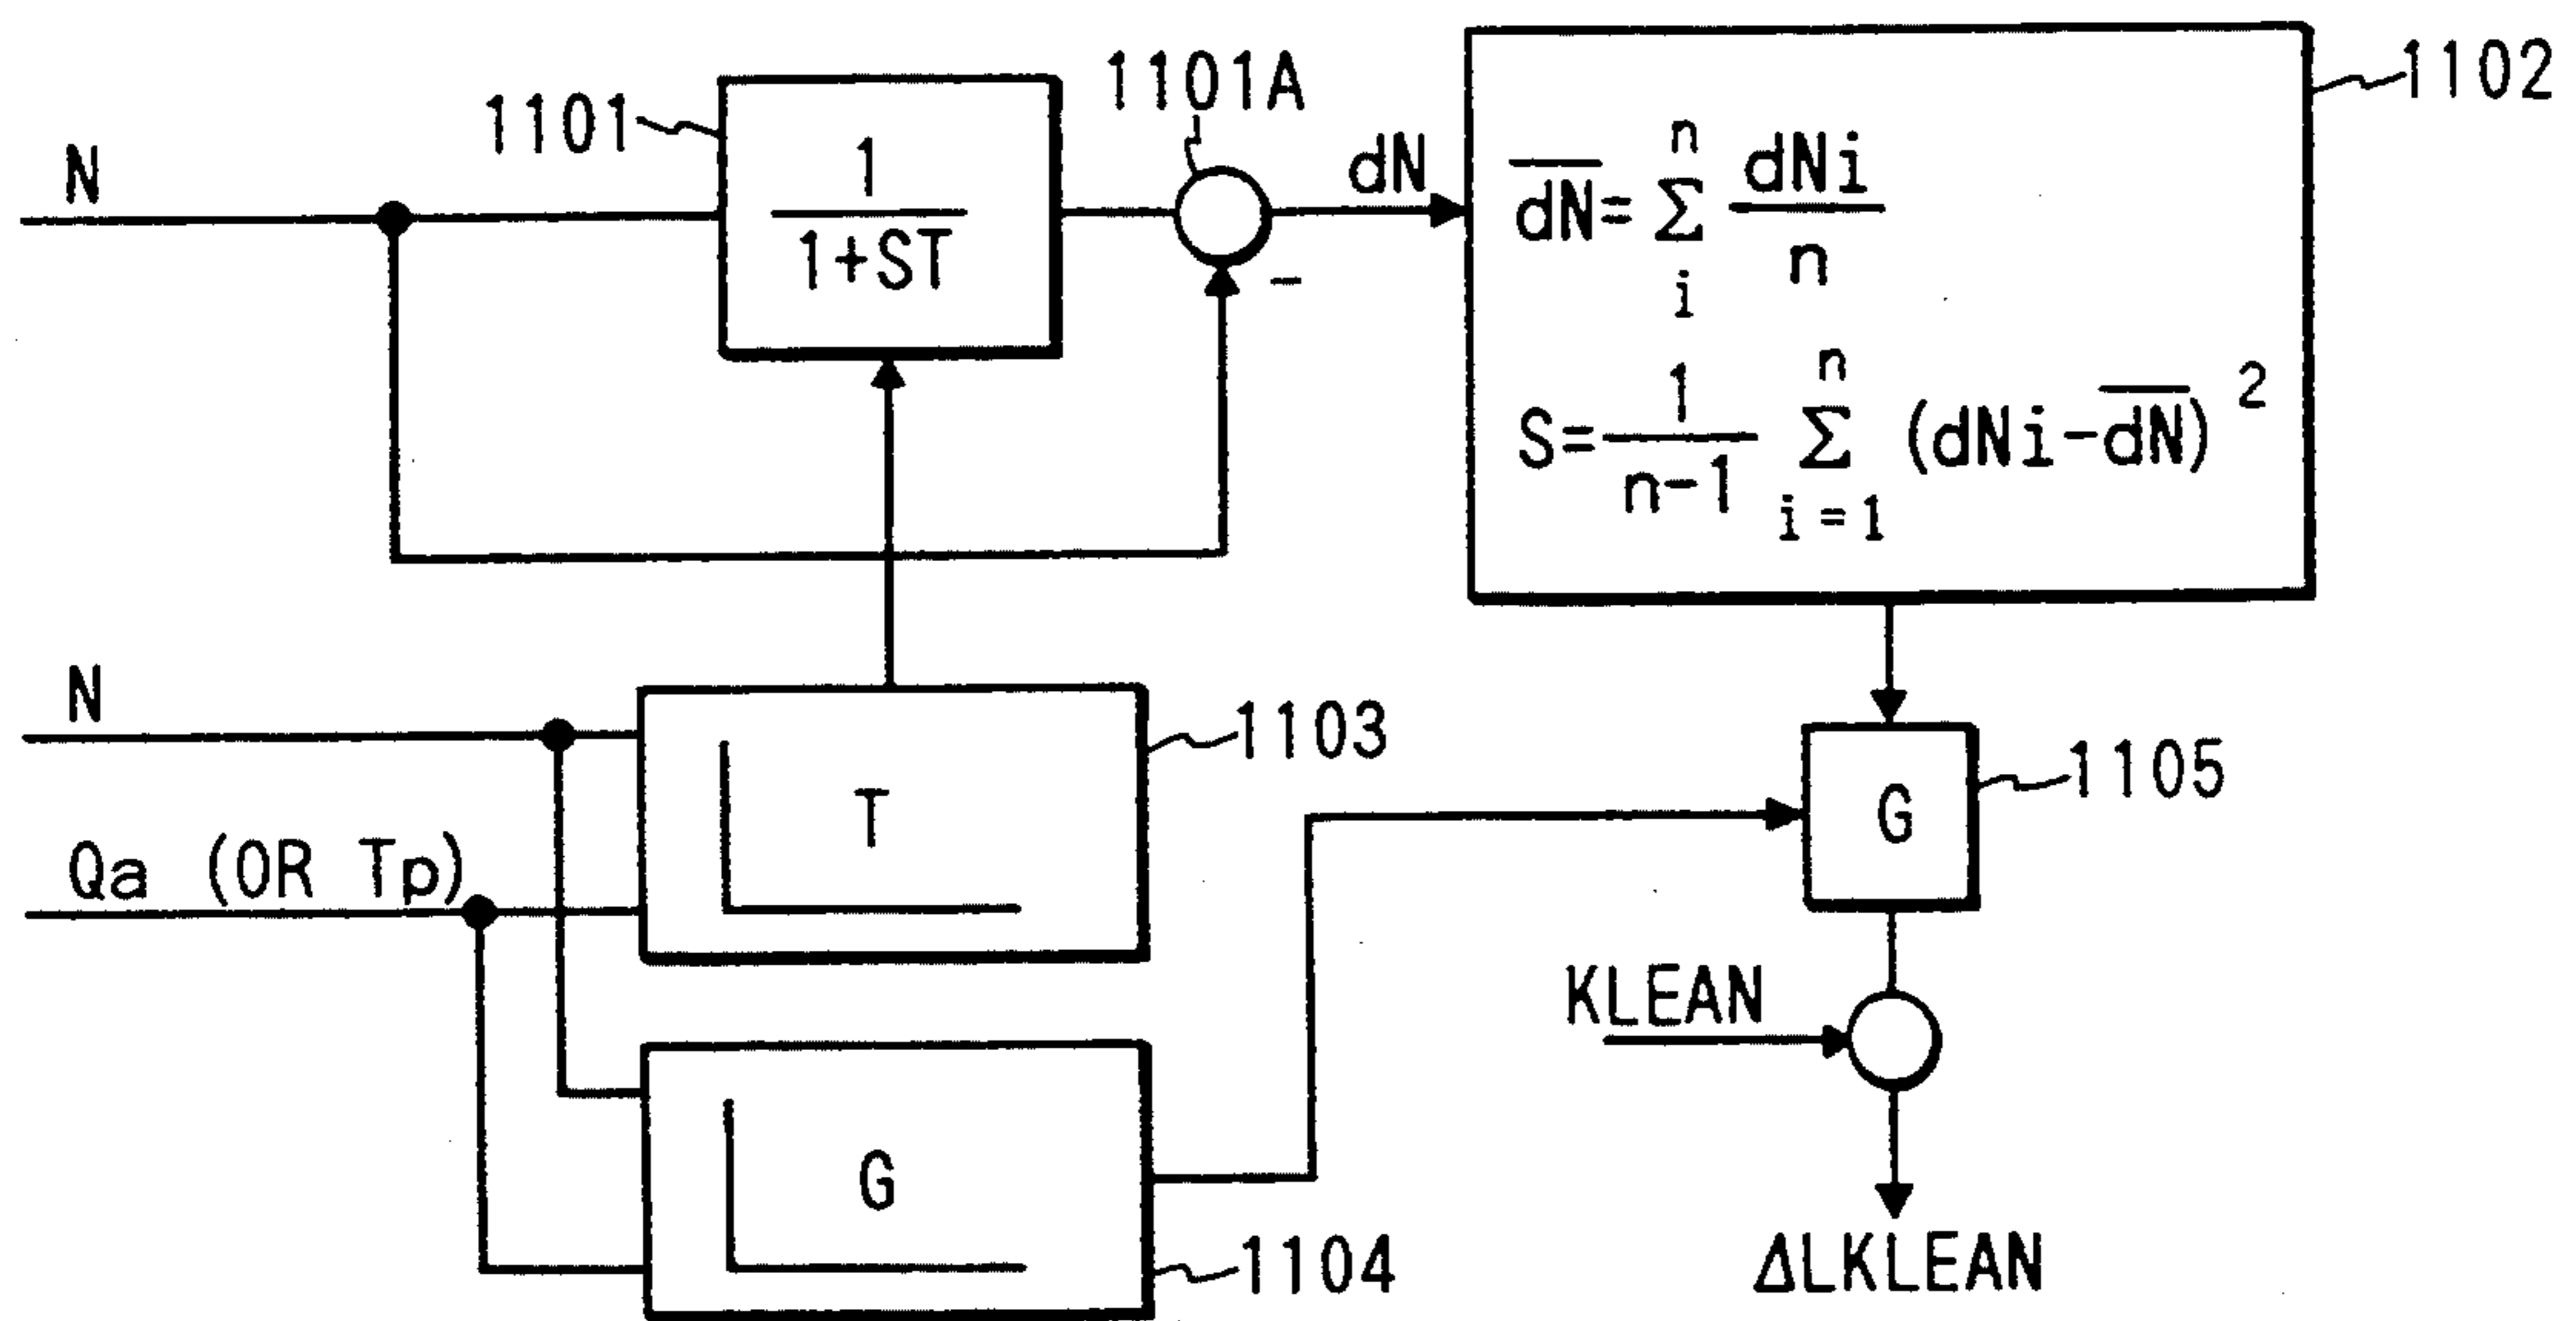 N
1101
1
1+ST
1101A
dN
1102
dN= n Σ i dNi n
S= 1 n-1 n Σ i=1 (dNi-dN) 2
N
Qa (OR Tp)
T
1103
G
1105
KLEAN
G
1104
ΔLKLEAN
-